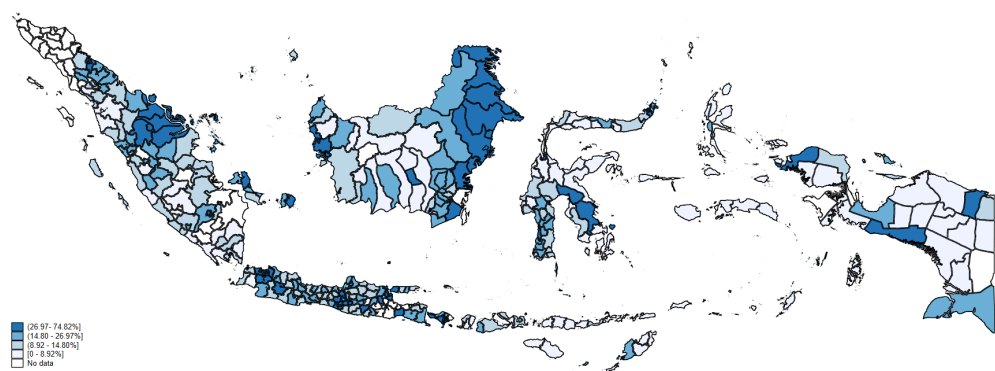 (26.97- 74.82%]
(14.80 - 26.97%]
(8.92 - 14.80%]
[0 - 8.92%]
No data